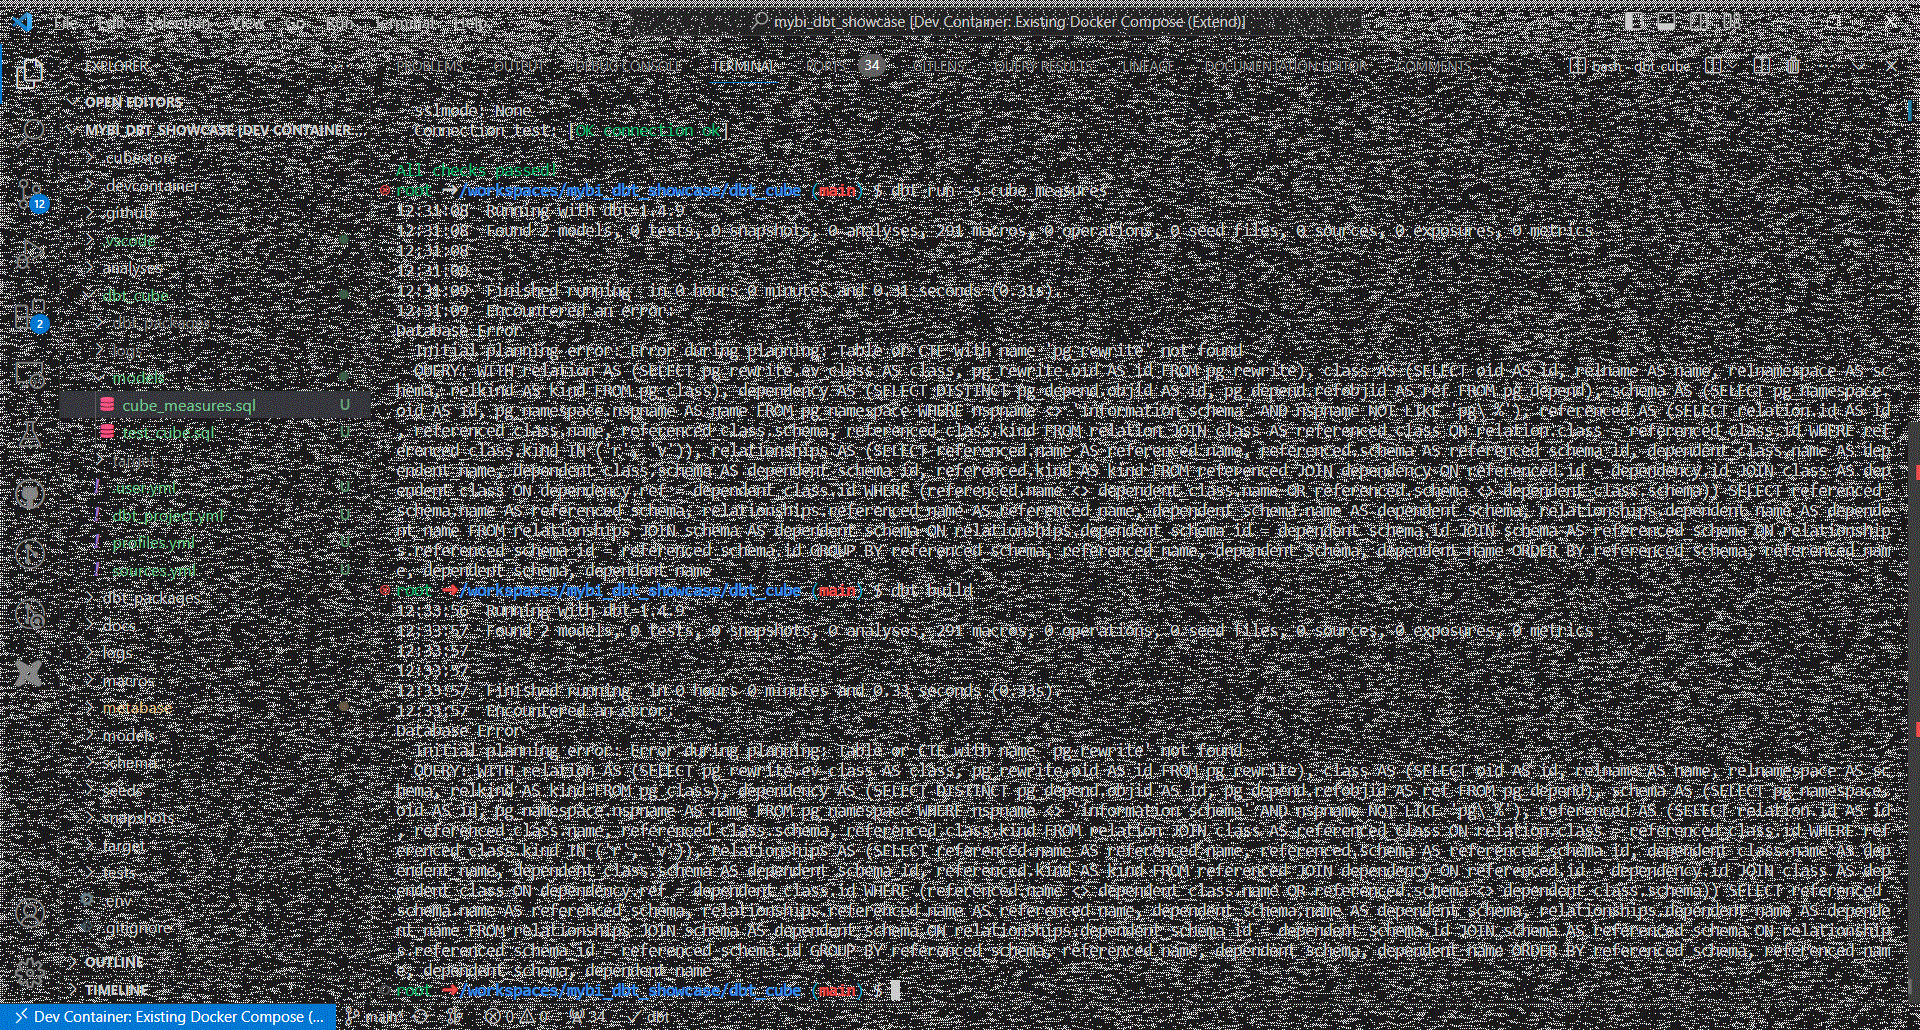 File Edit Selection View Go Run Terminal Help
mybi_dbt_showcase [Dev Container: Existing Docker Compose (Extend)]
EXPLORER
OPEN EDITORS
MYBI_DBT_SHOWCASE [DEV CONTAINER...
.cubestore
.devcontainer
.github
.vscode
analyses
dbt_cube
dbt_packages
logs
models
cube_measures.sql U
test_cube.sql U
target
.user.yml U
dbt_project.yml U
profiles.yml U
sources.yml U
dbt_packages
docs
logs
macros
metabase
models
schema
seeds
snapshots
target
tests
.env
.gitignore
OUTLINE
TIMELINE
12
2
PROBLEMS OUTPUT DEBUG CONSOLE TERMINAL PORTS 34 GITLENS QUERY RESULTS LINEAGE DOCUMENTATION EDITOR COMMENTS
bash - dbt_cube
sslmode: None
Connection test: [OK connection ok]
All checks passed!
root ➜ /workspaces/mybi_dbt_showcase/dbt_cube (main) $ dbt run -s cube_measures
12:31:08  Running with dbt=1.4.9
12:31:08  Found 2 models, 0 tests, 0 snapshots, 0 analyses, 291 macros, 0 operations, 0 seed files, 0 sources, 0 exposures, 0 metrics
12:31:08
12:31:09
12:31:09  Finished running  in 0 hours 0 minutes and 0.31 seconds (0.31s).
12:31:09  Encountered an error:
Database Error
Initial planning error: Error during planning: Table or CTE with name 'pg_rewrite' not found
QUERY: WITH relation AS (SELECT pg_rewrite.ev_class AS class, pg_rewrite.oid AS id FROM pg_rewrite), class AS (SELECT oid AS id, relname AS name, relnamespace AS sc
hema, relkind AS kind FROM pg_class), dependency AS (SELECT DISTINCT pg_depend.objid AS id, pg_depend.refobjid AS ref FROM pg_depend), schema AS (SELECT pg_namespace.
oid AS id, pg_namespace.nspname AS name FROM pg_namespace WHERE nspname <> 'information_schema' AND nspname NOT LIKE 'pg\_%'), referenced AS (SELECT relation.id AS id
, referenced_class.name, referenced_class.schema, referenced_class.kind FROM relation JOIN class AS referenced_class ON relation.class = referenced_class.id WHERE ref
erenced_class.kind IN ('r', 'v')), relationships AS (SELECT referenced.name AS referenced_name, referenced.schema AS referenced_schema_id, dependent_class.name AS dep
endent_name, dependent_class.schema AS dependent_schema_id, referenced.kind AS kind FROM referenced JOIN dependency ON referenced.id = dependency.id JOIN class AS dep
endent_class ON dependency.ref = dependent_class.id WHERE (referenced.name <> dependent_class.name OR referenced.schema <> dependent_class.schema)) SELECT referenced_
schema.name AS referenced_schema, relationships.referenced_name AS referenced_name, dependent_schema.name AS dependent_schema, relationships.dependent_name AS depende
nt_name FROM relationships JOIN schema AS dependent_schema ON relationships.dependent_schema_id = dependent_schema.id JOIN schema AS referenced_schema ON relationship
s.referenced_schema_id = referenced_schema.id GROUP BY referenced_schema, referenced_name, dependent_schema, dependent_name ORDER BY referenced_schema, referenced_nam
e, dependent_schema, dependent_name
root ➜ /workspaces/mybi_dbt_showcase/dbt_cube (main) $ dbt build
12:33:56  Running with dbt=1.4.9
12:33:57  Found 2 models, 0 tests, 0 snapshots, 0 analyses, 291 macros, 0 operations, 0 seed files, 0 sources, 0 exposures, 0 metrics
12:33:57
12:33:57
12:33:57  Finished running  in 0 hours 0 minutes and 0.33 seconds (0.33s).
12:33:57  Encountered an error:
Database Error
Initial planning error: Error during planning: Table or CTE with name 'pg_rewrite' not found
QUERY: WITH relation AS (SELECT pg_rewrite.ev_class AS class, pg_rewrite.oid AS id FROM pg_rewrite), class AS (SELECT oid AS id, relname AS name, relnamespace AS sc
hema, relkind AS kind FROM pg_class), dependency AS (SELECT DISTINCT pg_depend.objid AS id, pg_depend.refobjid AS ref FROM pg_depend), schema AS (SELECT pg_namespace.
oid AS id, pg_namespace.nspname AS name FROM pg_namespace WHERE nspname <> 'information_schema' AND nspname NOT LIKE 'pg\_%'), referenced AS (SELECT relation.id AS id
, referenced_class.name, referenced_class.schema, referenced_class.kind FROM relation JOIN class AS referenced_class ON relation.class = referenced_class.id WHERE ref
erenced_class.kind IN ('r', 'v')), relationships AS (SELECT referenced.name AS referenced_name, referenced.schema AS referenced_schema_id, dependent_class.name AS dep
endent_name, dependent_class.schema AS dependent_schema_id, referenced.kind AS kind FROM referenced JOIN dependency ON referenced.id = dependency.id JOIN class AS dep
endent_class ON dependency.ref = dependent_class.id WHERE (referenced.name <> dependent_class.name OR referenced.schema <> dependent_class.schema)) SELECT referenced_
schema.name AS referenced_schema, relationships.referenced_name AS referenced_name, dependent_schema.name AS dependent_schema, relationships.dependent_name AS depende
nt_name FROM relationships JOIN schema AS dependent_schema ON relationships.dependent_schema_id = dependent_schema.id JOIN schema AS referenced_schema ON relationship
s.referenced_schema_id = referenced_schema.id GROUP BY referenced_schema, referenced_name, dependent_schema, dependent_name ORDER BY referenced_schema, referenced_nam
e, dependent_schema, dependent_name
root ➜ /workspaces/mybi_dbt_showcase/dbt_cube (main) $
Dev Container: Existing Docker Compose (... main 0 0 34 dbt